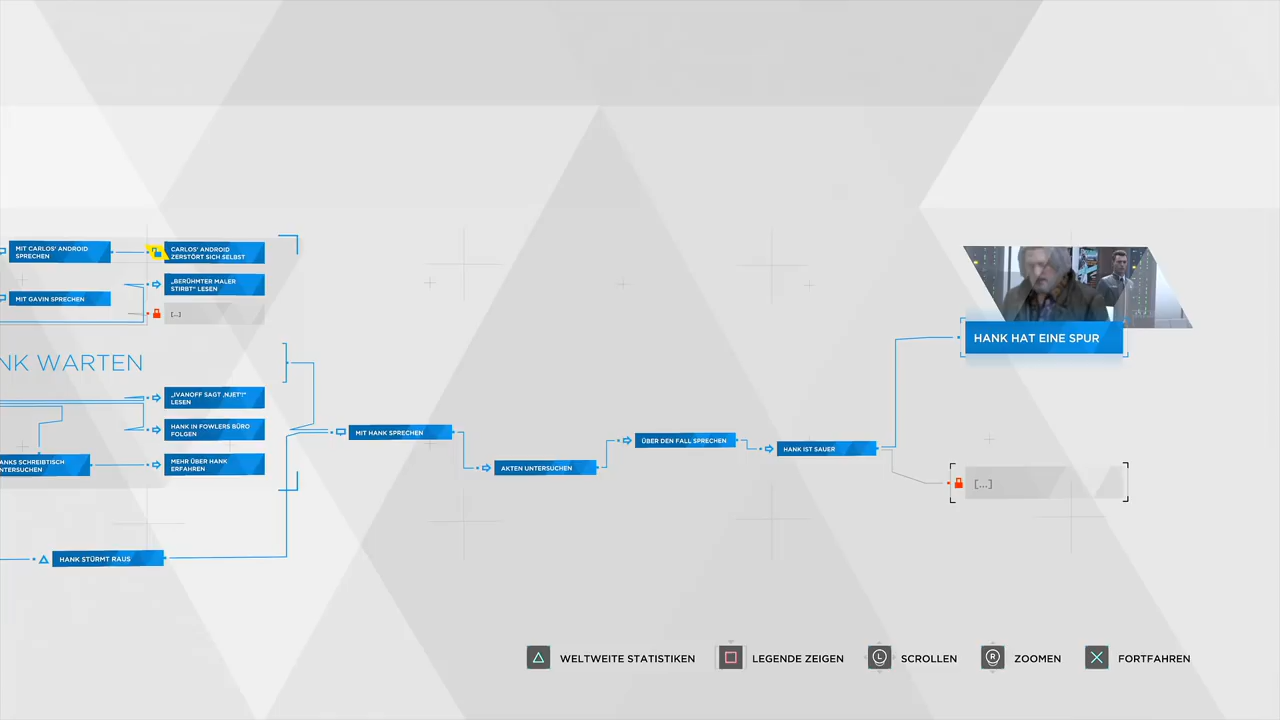 MIT CARLOS' ANDROID
SPRECHEN
CARLOS' ANDROID
ZERSTÖRT SICH SELBST
„BERÜHMTER MALER
STIRBT“ LESEN
MIT GAVIN SPRECHEN
[...]
NK WARTEN
„IVANOFF SAGT ‚NJET‘!“
LESEN
HANK IN FOWLERS BÜRO
FOLGEN
ANKS SCHREIBTISCH
NTERSUCHEN
MEHR ÜBER HANK
ERFAHREN
HANK STÜRMT RAUS
MIT HANK SPRECHEN
AKTEN UNTERSUCHEN
ÜBER DEN FALL SPRECHEN
HANK IST SAUER
HANK HAT EINE SPUR
[...]
WELTWEITE STATISTIKEN
LEGENDE ZEIGEN
L
SCROLLEN
R
ZOOMEN
FORTFAHREN